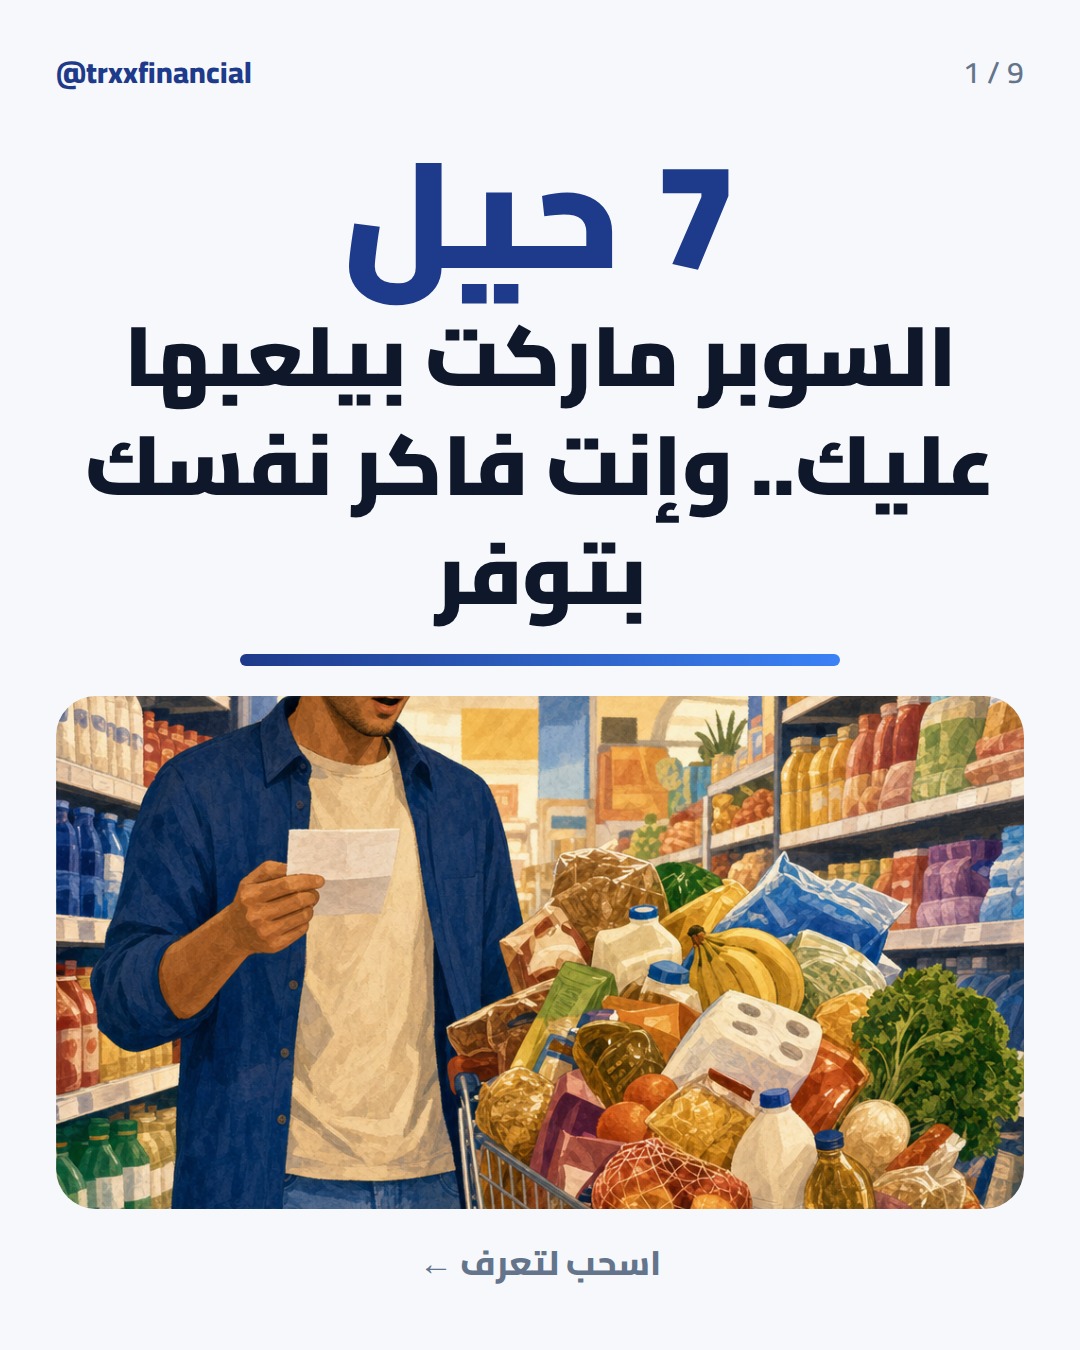 @trxxfinancial
1 / 9
7 حيل
السوبر ماركت بيلعبها
عليك.. وإنت فاكر نفسك
بتوفر
اسحب لتعرف ←